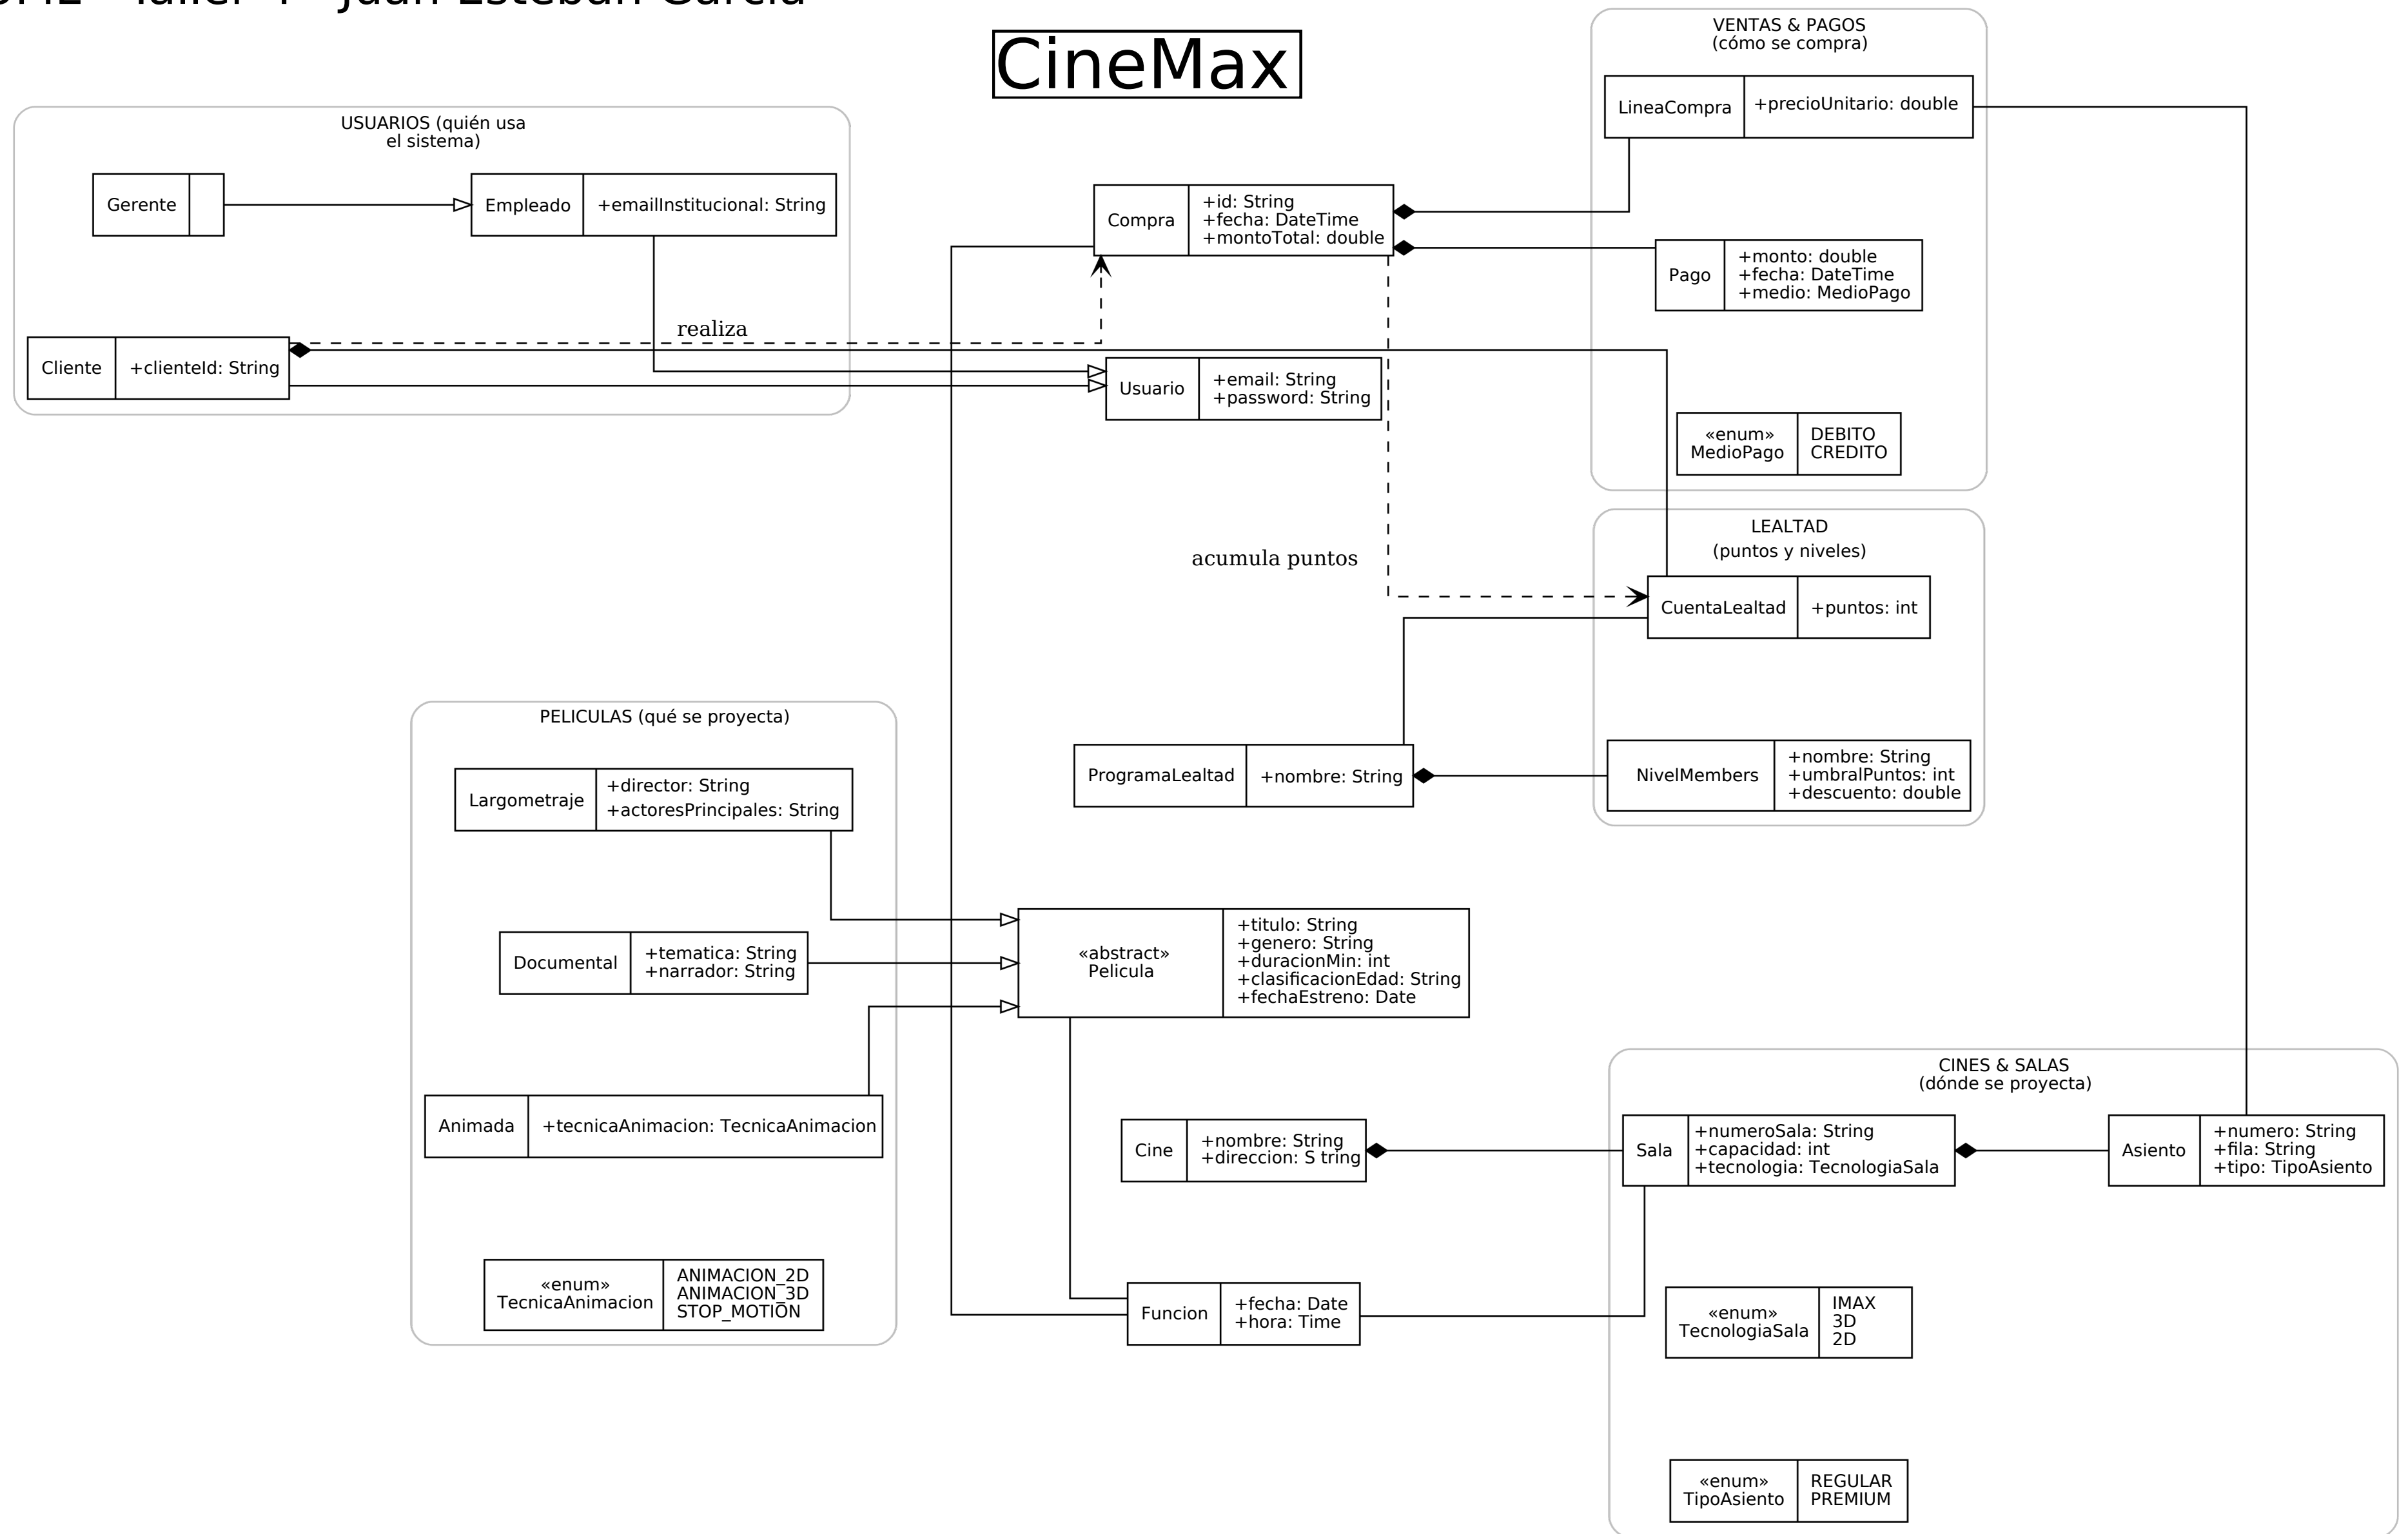 Taller 4 - Juan Esteban García
CineMax
USUARIOS (quién usa
el sistema)
Gerente
Empleado
+emailInstitucional: String
realiza
Cliente
+clienteId: String
Compra
+id: String
+fecha: DateTime
+montoTotal: double
Usuario
+email: String
+password: String
VENTAS & PAGOS
(cómo se compra)
LineaCompra
+precioUnitario: double
Pago
+monto: double
+fecha: DateTime
+medio: MedioPago
«enum»
MedioPago
DEBITO
CREDITO
acumula puntos
LEALTAD
(puntos y niveles)
CuentaLealtad
+puntos: int
ProgramaLealtad
+nombre: String
NivelMembers
+nombre: String
+umbralPuntos: int
+descuento: double
PELICULAS (qué se proyecta)
Largometraje
+director: String
+actoresPrincipales: String
Documental
+tematica: String
+narrador: String
Animada
+tecnicaAnimacion: TecnicaAnimacion
«enum»
TecnicaAnimacion
ANIMACION_2D
ANIMACION_3D
STOP_MOTION
«abstract»
Pelicula
+titulo: String
+genero: String
+duracionMin: int
+clasificacionEdad: String
+fechaEstreno: Date
Cine
+nombre: String
+direccion: S tring
Funcion
+fecha: Date
+hora: Time
CINES & SALAS
(dónde se proyecta)
Sala
+numeroSala: String
+capacidad: int
+tecnologia: TecnologiaSala
Asiento
+numero: String
+fila: String
+tipo: TipoAsiento
«enum»
TecnologiaSala
IMAX
3D
2D
«enum»
TipoAsiento
REGULAR
PREMIUM